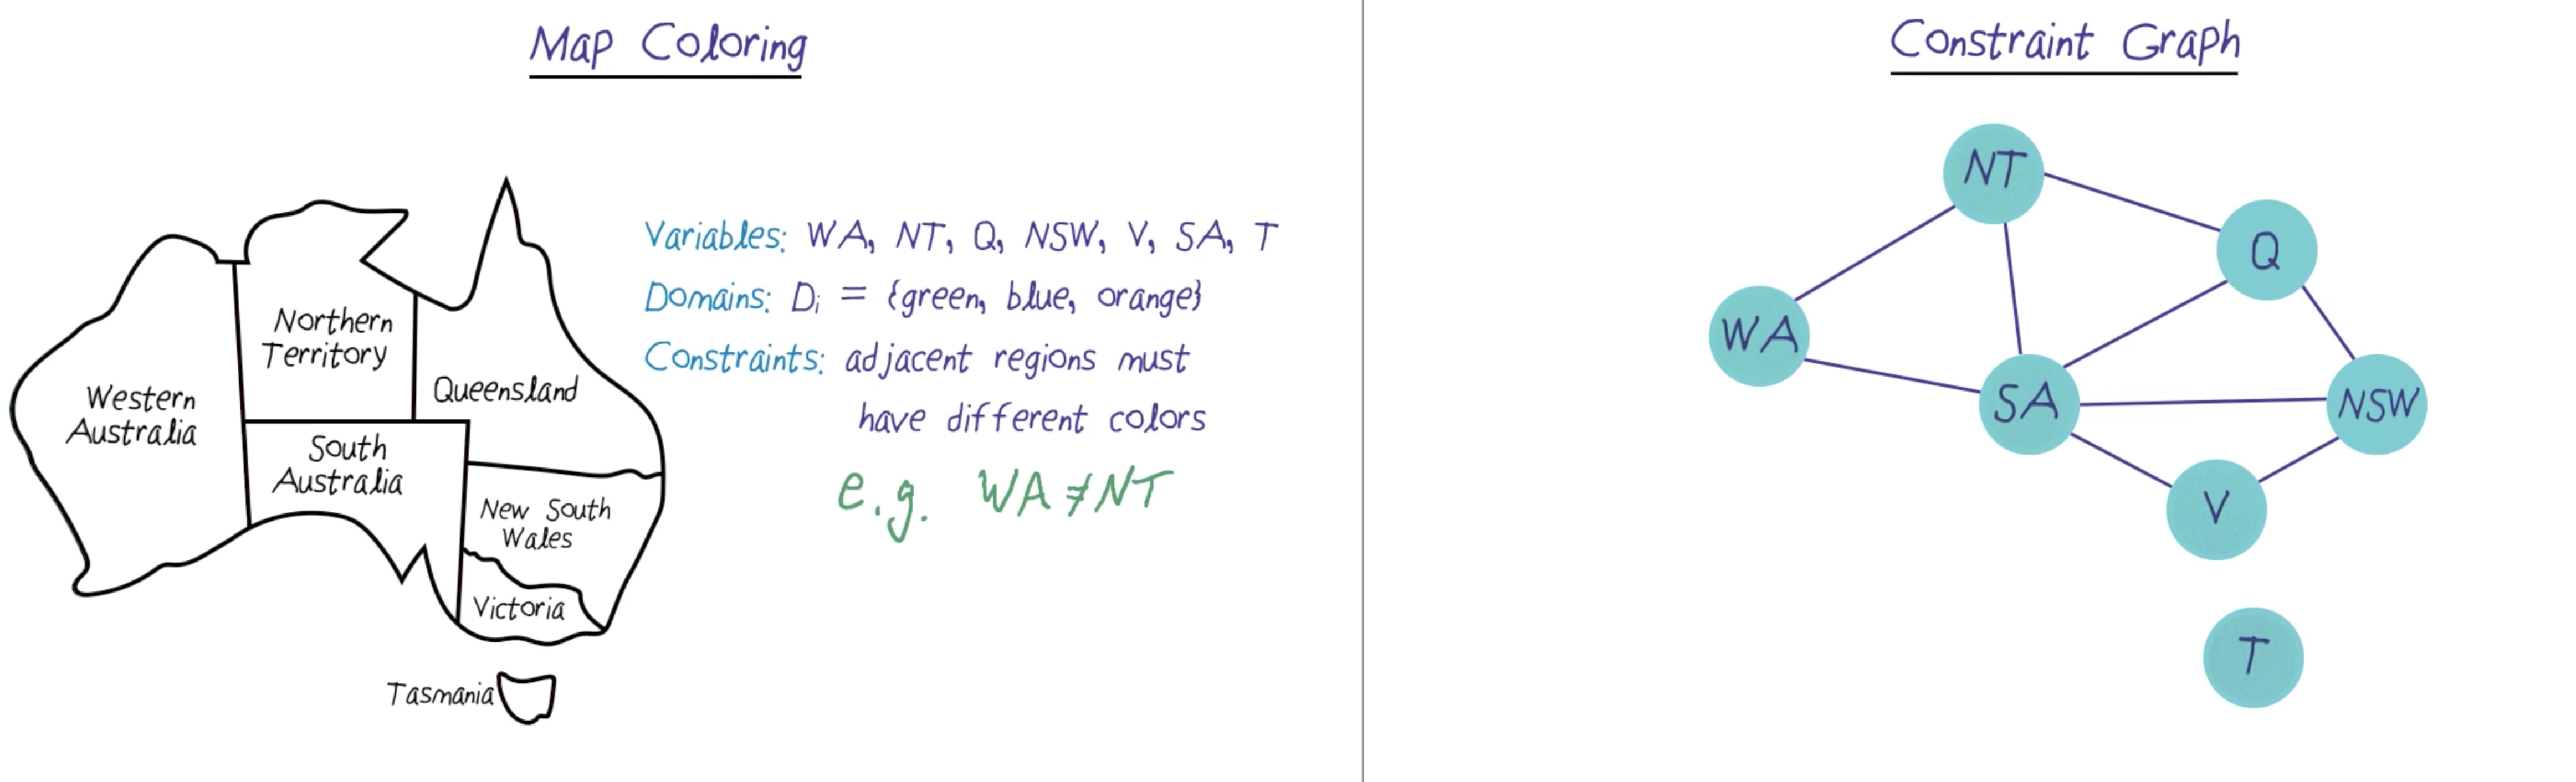 Map Coloring
Northern
Territory
Western
Australia
Queensland
South
Australia
New South
Wales
Victoria
Tasmania
Variables: WA, NT, Q, NSW, V, SA, T
Domains: Di = {green, blue, orange}
Constraints: adjacent regions must
have different colors
e.g. WA ≠ NT
Constraint Graph
NT
Q
WA
SA
NSW
V
T